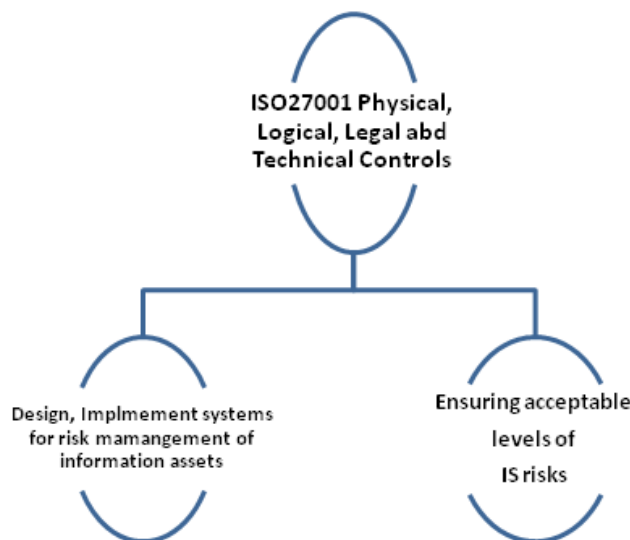 ISO27001 Physical,
Logical, Legal abd
Technical Controls
Design, Implmement systems
for risk mamangement of
information assets
Ensuring acceptable
levels of
IS risks